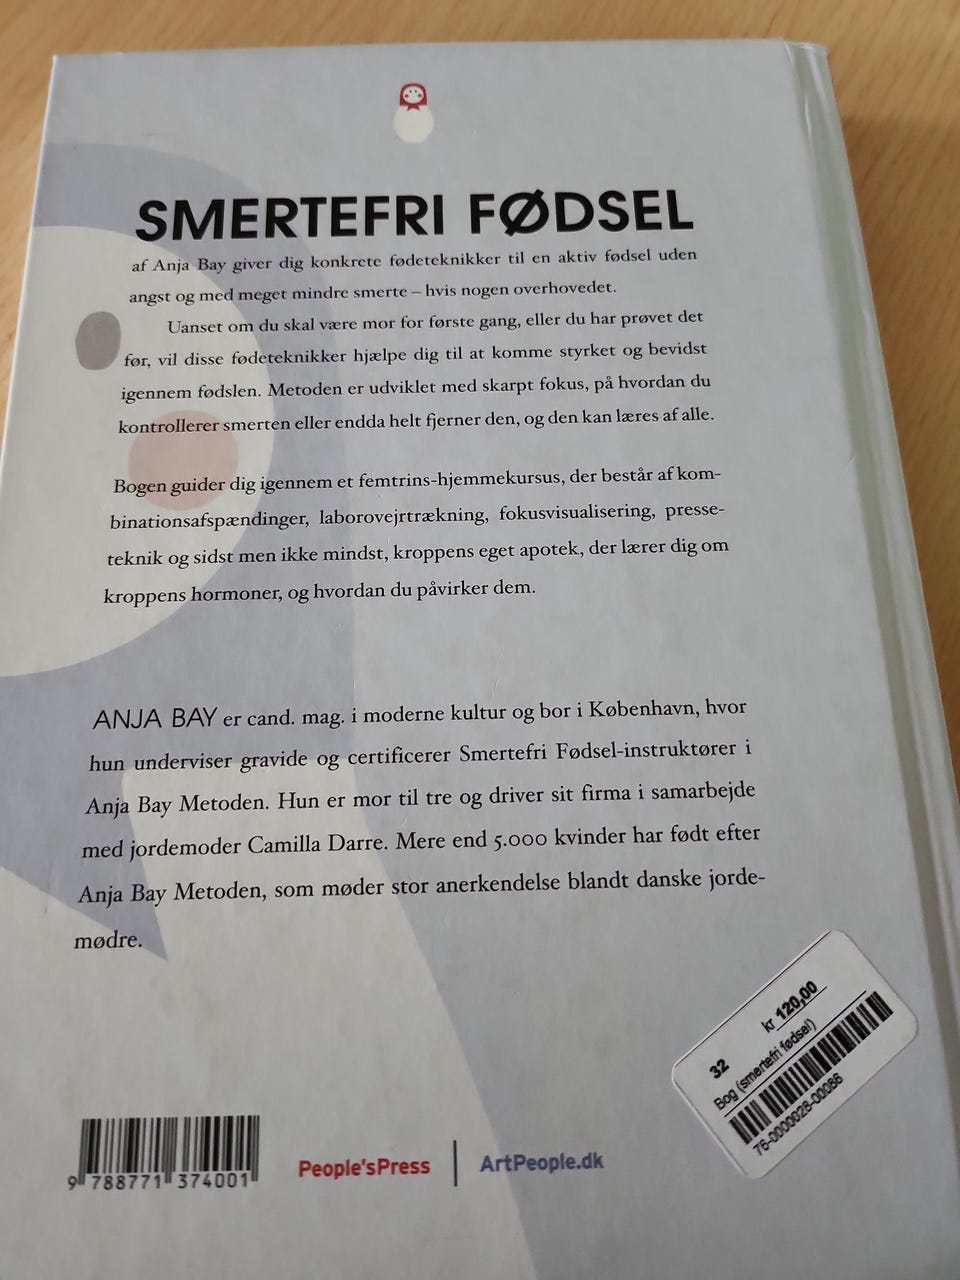 SMERTEFRI FØDSEL
af Anja Bay giver dig konkrete fødeteknikker til en aktiv fødsel uden
angst og med meget mindre smerte – hvis nogen overhovedet.
Uanset om du skal være mor for første gang, eller du har prøvet det
før, vil disse fødeteknikker hjælpe dig til at komme styrket og bevidst
igennem fødslen. Metoden er udviklet med skarpt fokus, på hvordan du
kontrollerer smerten eller endda helt fjerner den, og den kan læres af alle.
Bogen guider dig igennem et femtrins-hjemmekursus, der består af kom-
binationsafspændinger, laborovejrtrækning, fokusvisualisering, presse-
teknik og sidst men ikke mindst, kroppens eget apotek, der lærer dig om
kroppens hormoner, og hvordan du påvirker dem.
ANJA BAY er cand. mag. i moderne kultur og bor i København, hvor
hun underviser gravide og certificerer Smertefri Fødsel-instruktører i
Anja Bay Metoden. Hun er mor til tre og driver sit firma i samarbejde
med jordemoder Camilla Darre. Mere end 5.000 kvinder har født efter
Anja Bay Metoden, som møder stor anerkendelse blandt danske jorde-
mødre.
32 kr 120,00
Bog (smertefri fødsel)
76-0000028-00086
9 788771 374001
People'sPress | ArtPeople.dk